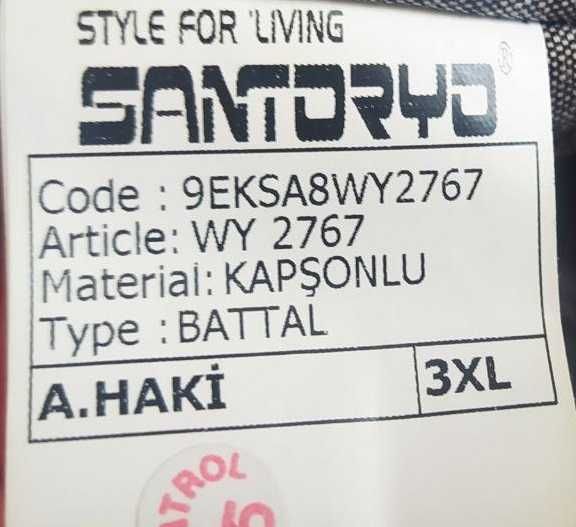 STYLE FOR 'LIVING
SANTORYO®
Code : 9EKSA8WY2767
Article: WY 2767
Material: KAPŞONLU
Type : BATTAL
A.HAKİ 3XL